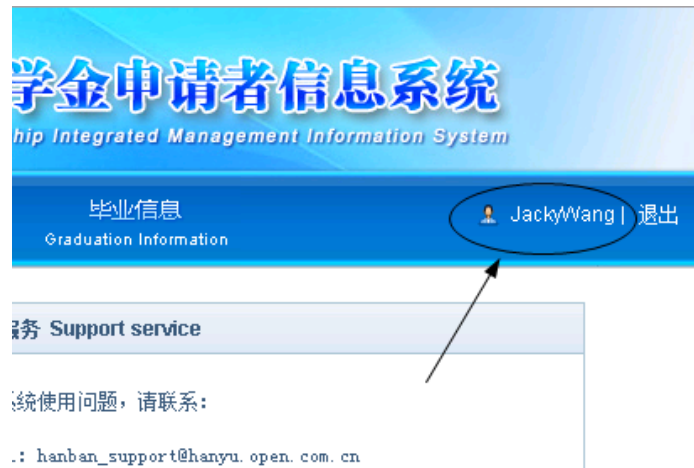 学金申请者信息系统
hip Integrated Management Information System
毕业信息
Graduation Information
JackyWang | 退出
服务 Support service
系统使用问题，请联系：
.: hanban_support@hanyu.open.com.cn